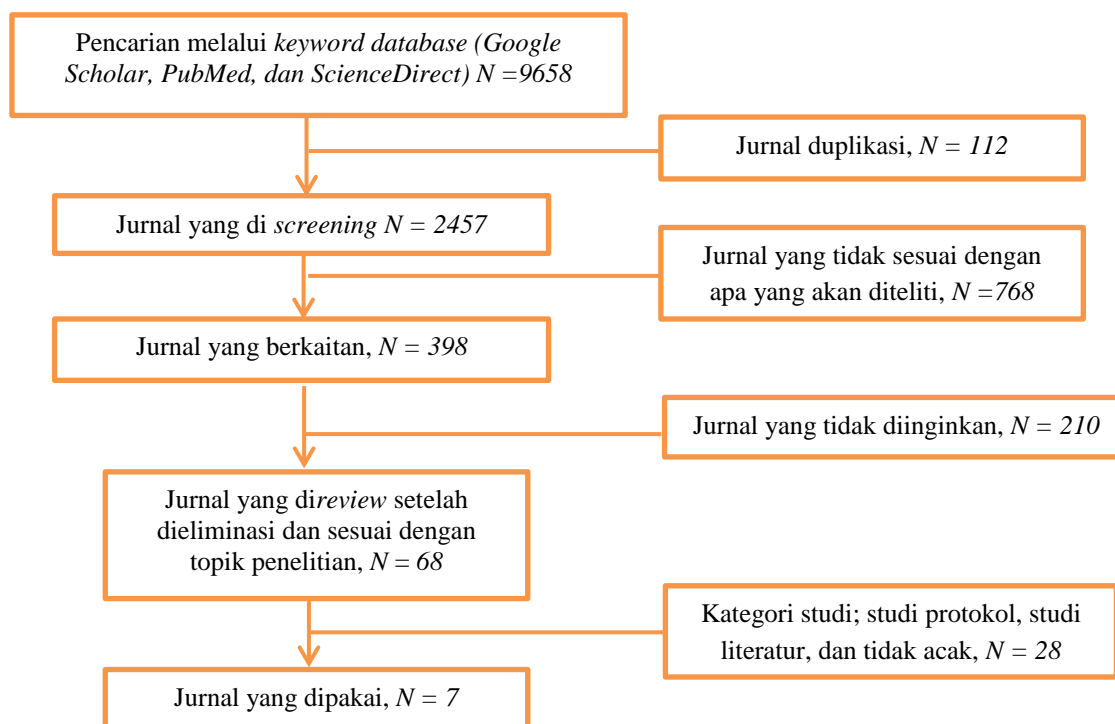 Pencarian melalui keyword database (Google
Scholar, PubMed, dan ScienceDirect) N =9658
Jurnal duplikasi, N = 112
Jurnal yang di screening N = 2457
Jurnal yang tidak sesuai dengan
apa yang akan diteliti, N =768
Jurnal yang berkaitan, N = 398
Jurnal yang tidak diinginkan, N = 210
Jurnal yang direview setelah
dieliminasi dan sesuai dengan
topik penelitian, N = 68
Kategori studi; studi protokol, studi
literatur, dan tidak acak, N = 28
Jurnal yang dipakai, N = 7